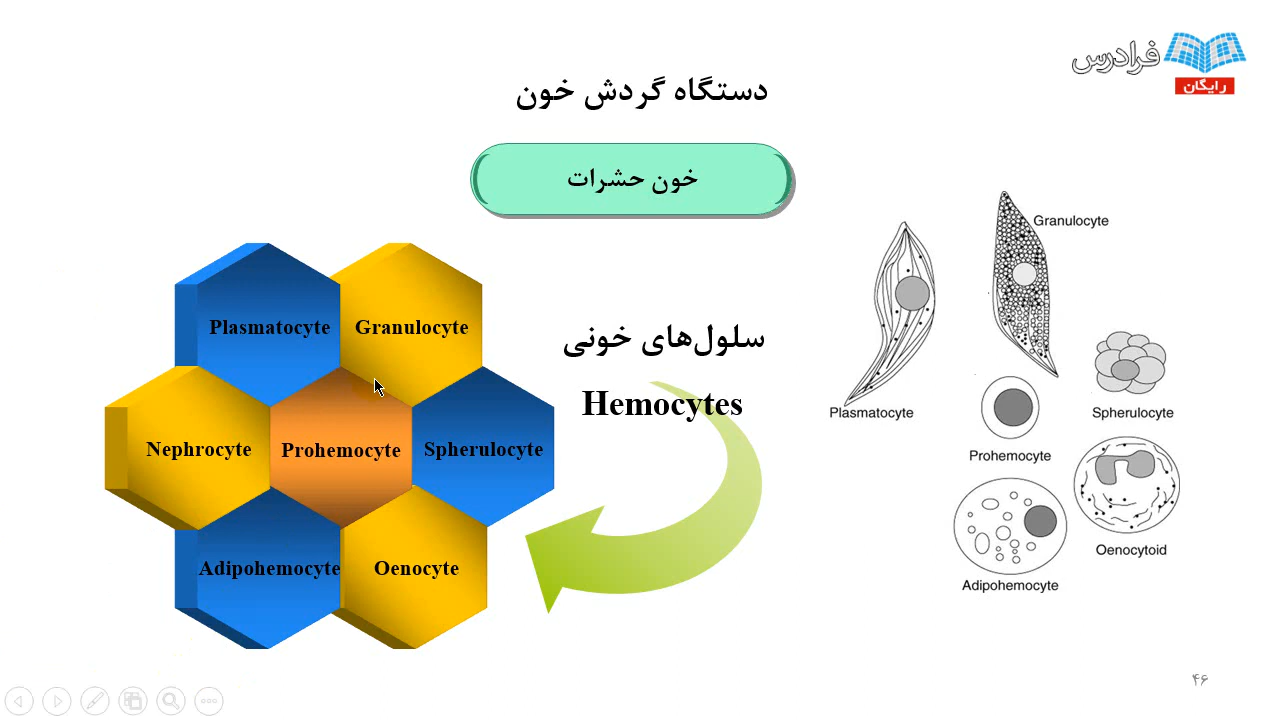 فرادرس
رایگان
دستگاه گردش خون
خون حشرات
سلول‌های خونی
Hemocytes
Plasmatocyte
Granulocyte
Nephrocyte
Prohemocyte
Spherulocyte
Adipohemocyte
Oenocyte
Granulocyte
Plasmatocyte
Spherulocyte
Prohemocyte
Oenocytoid
Adipohemocyte
۴۶